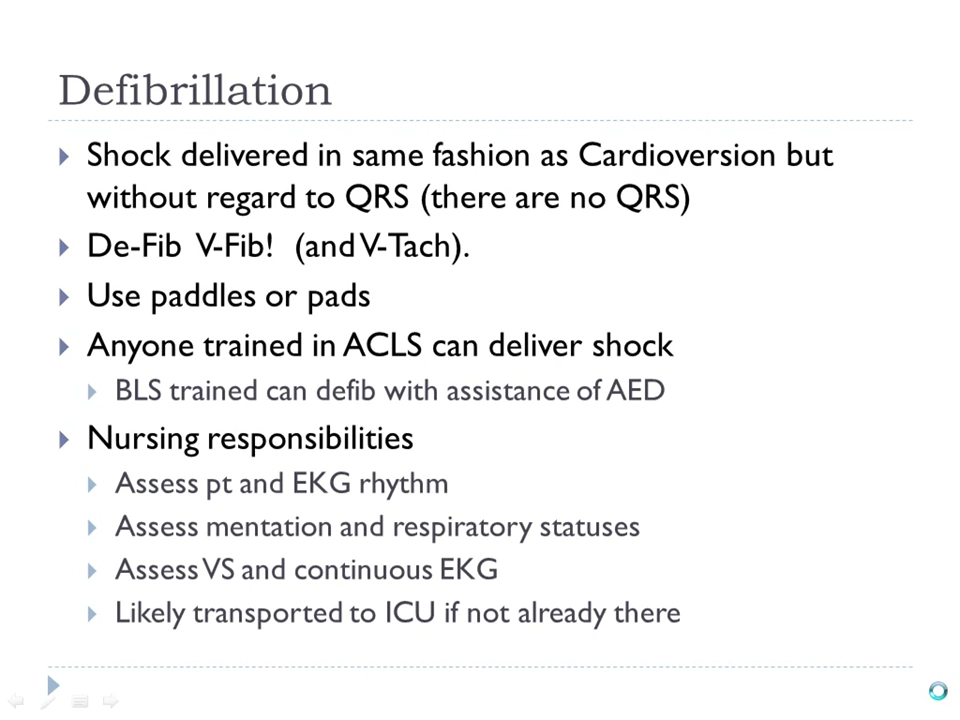 Defibrillation
Shock delivered in same fashion as Cardioversion but
without regard to QRS (there are no QRS)
De-Fib V-Fib! (and V-Tach).
Use paddles or pads
Anyone trained in ACLS can deliver shock
BLS trained can defib with assistance of AED
Nursing responsibilities
Assess pt and EKG rhythm
Assess mentation and respiratory statuses
Assess VS and continuous EKG
Likely transported to ICU if not already there